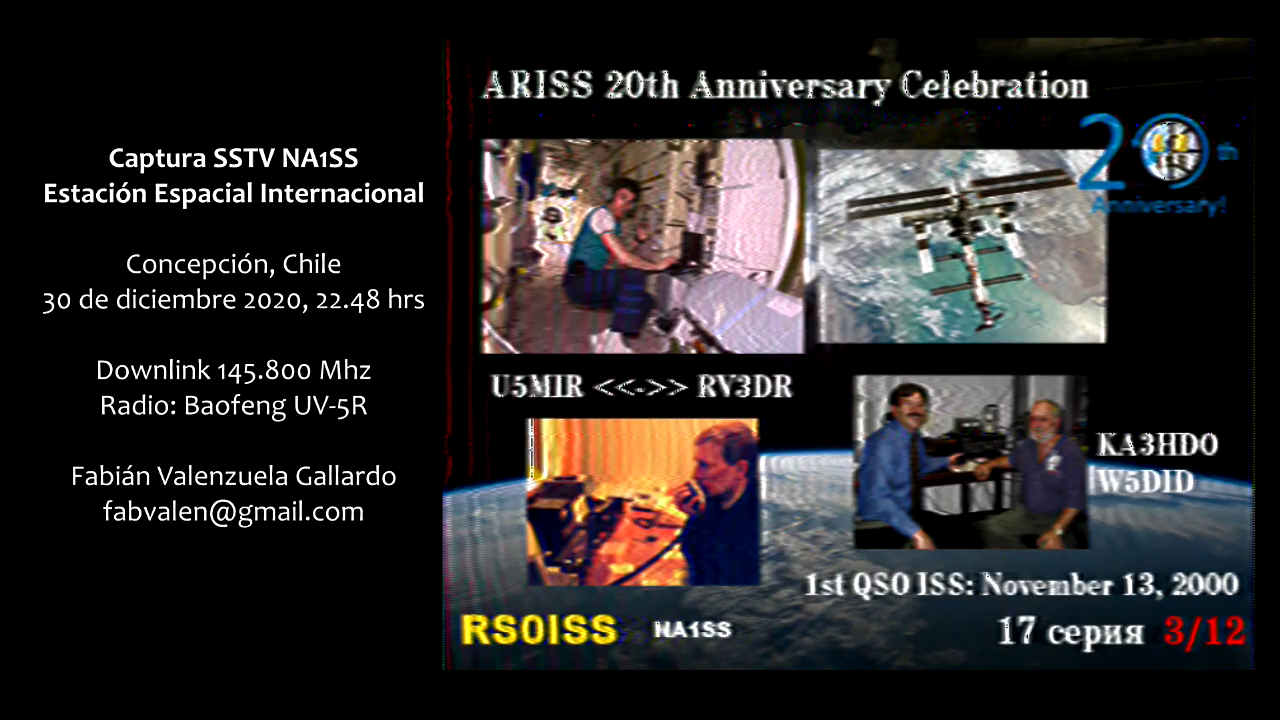 Captura SSTV NA1SS
Estación Espacial Internacional
Concepción, Chile
30 de diciembre 2020, 22.48 hrs
Downlink 145.800 Mhz
Radio: Baofeng UV-5R
Fabián Valenzuela Gallardo
fabvalen@gmail.com
ARISS 20th Anniversary Celebration
20th
Anniversary!
U5MIR <<->> RV3DR
KA3HDO
W5DID
1st QSO ISS: November 13, 2000
RS0ISS NA1SS
17 серия 3/12